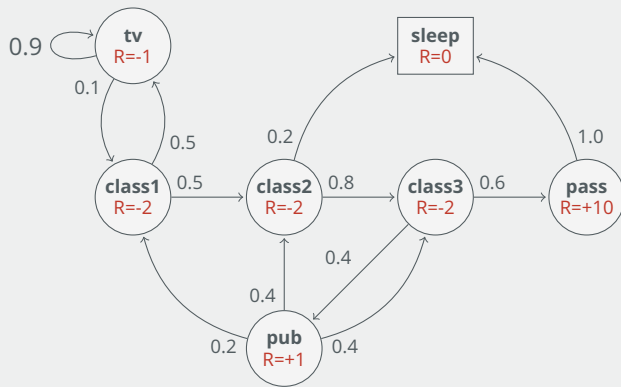 0.9
tv
R=-1
sleep
R=0
0.1
0.5
0.2
1.0
class1
R=-2
0.5
class2
R=-2
0.8
class3
R=-2
0.6
pass
R=+10
0.4
0.4
0.2
pub
R=+1
0.4